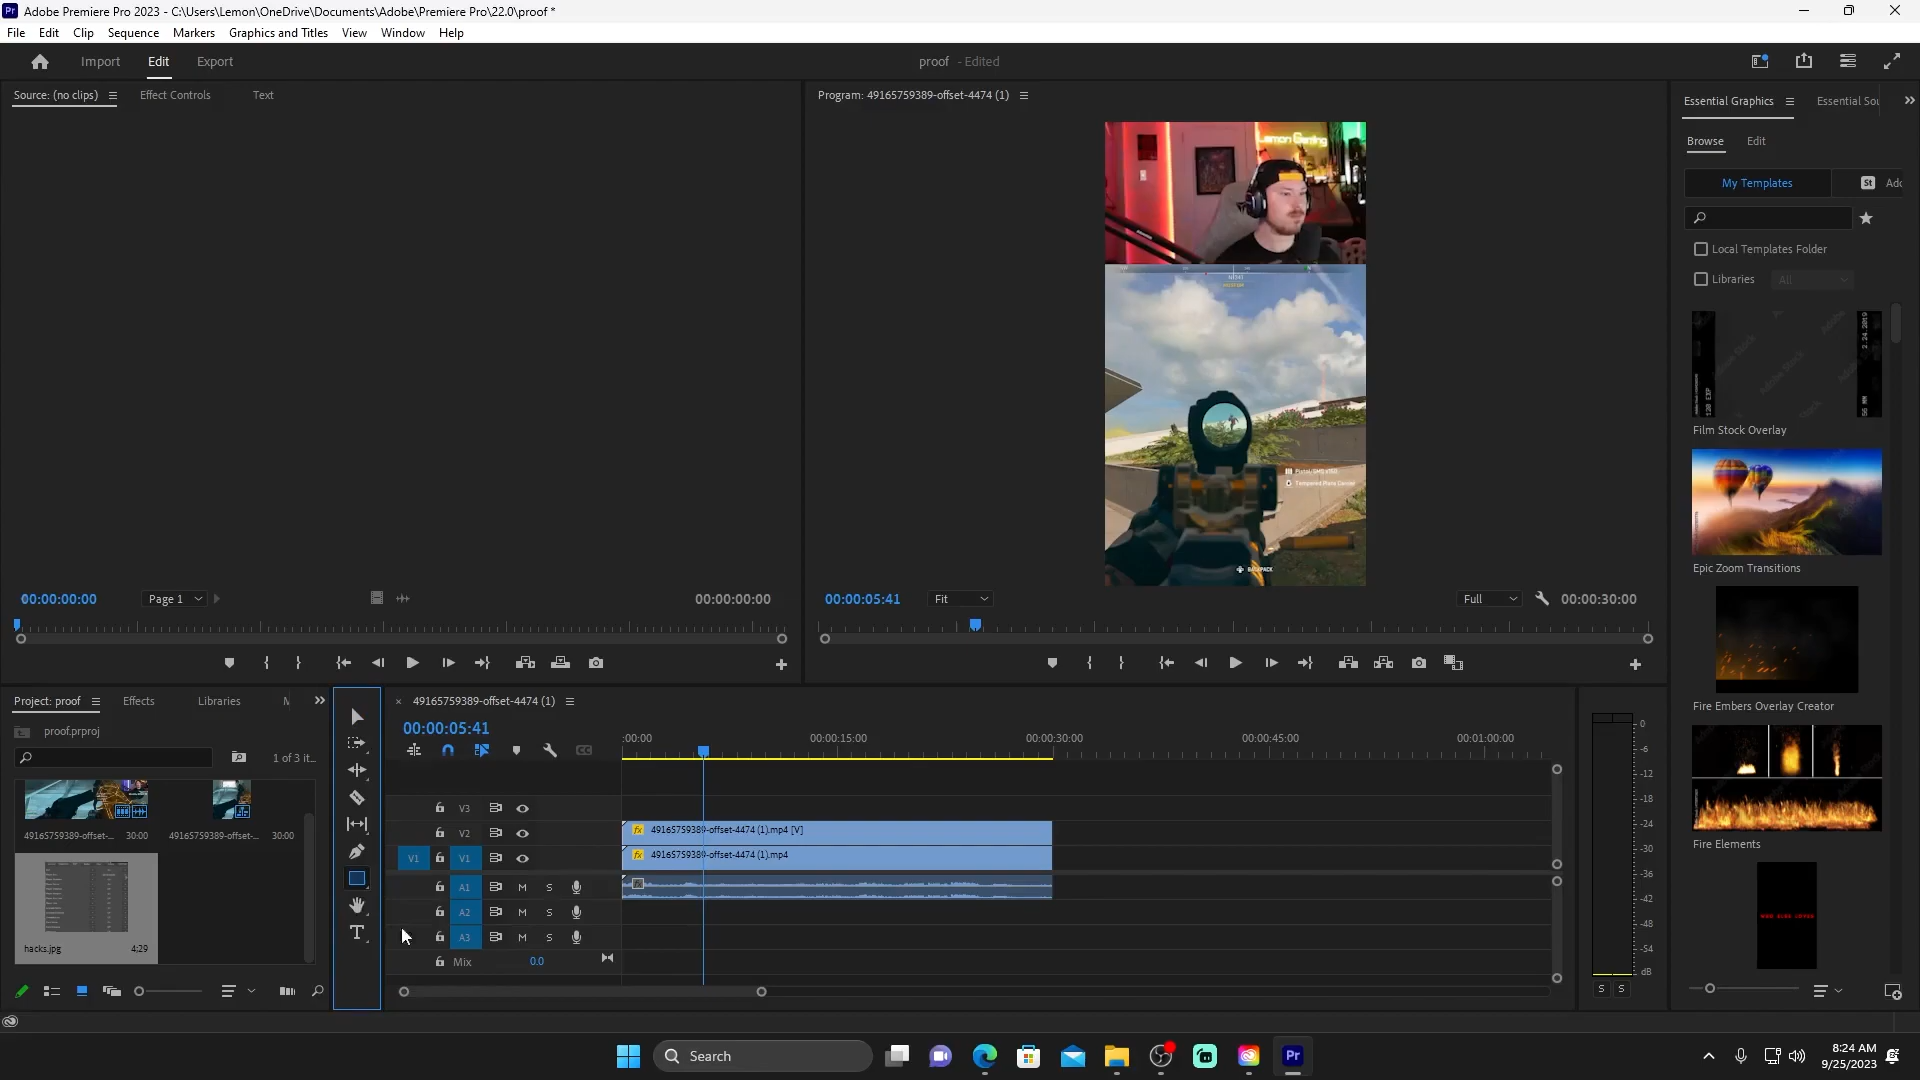 Pr Adobe Premiere Pro 2023 - C:\Users\Lemon\OneDrive\Documents\Adobe\Premiere Pro\22.0\proof *
File Edit Clip Sequence Markers Graphics and Titles View Window Help
Import Edit Export
proof - Edited
Source: (no clips) Effect Controls Text
Program: 49165759389-offset-4474 (1)
Essential Graphics Essential Sou
Browse Edit
My Templates St Adc
Local Templates Folder
Libraries All
Lemon Gaming
BACKPACK
Film Stock Overlay
Epic Zoom Transitions
Fire Embers Overlay Creator
Fire Elements
00:00:00:00 Page 1 00:00:00:00
00:00:05:41 Fit Full 00:00:30:00
Project: proof Effects Libraries M
proof.prproj
1 of 3 it...
49165759389-offset-... 30:00 49165759389-offset-... 30:00
hacks.jpg 4:29
49165759389-offset-4474 (1)
00:00:05:41
:00:00 00:00:15:00 00:00:30:00 00:00:45:00 00:01:00:00
V3
V2 fx 49165759389-offset-4474 (1).mp4 [V]
V1 V1 fx 49165759389-offset-4474 (1).mp4
A1 M S
A2 M S
A3 M S
Mix 0.0
0
-6
-12
-18
-24
-30
-36
-42
-48
-54
dB
S S
Search
Pr
8:24 AM
9/25/2023